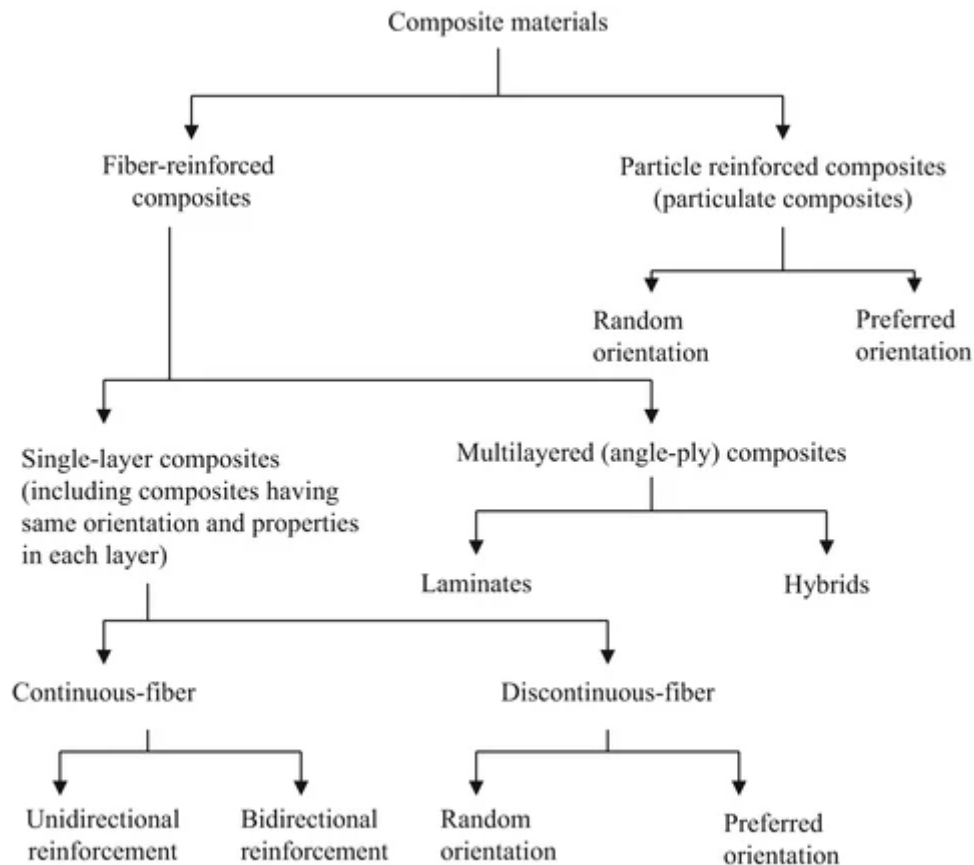 Composite materials
Fiber-reinforced
composites
Particle reinforced composites
(particulate composites)
Random
orientation
Preferred
orientation
Single-layer composites
(including composites having
same orientation and properties
in each layer)
Multilayered (angle-ply) composites
Laminates
Hybrids
Continuous-fiber
Discontinuous-fiber
Unidirectional
reinforcement
Bidirectional
reinforcement
Random
orientation
Preferred
orientation